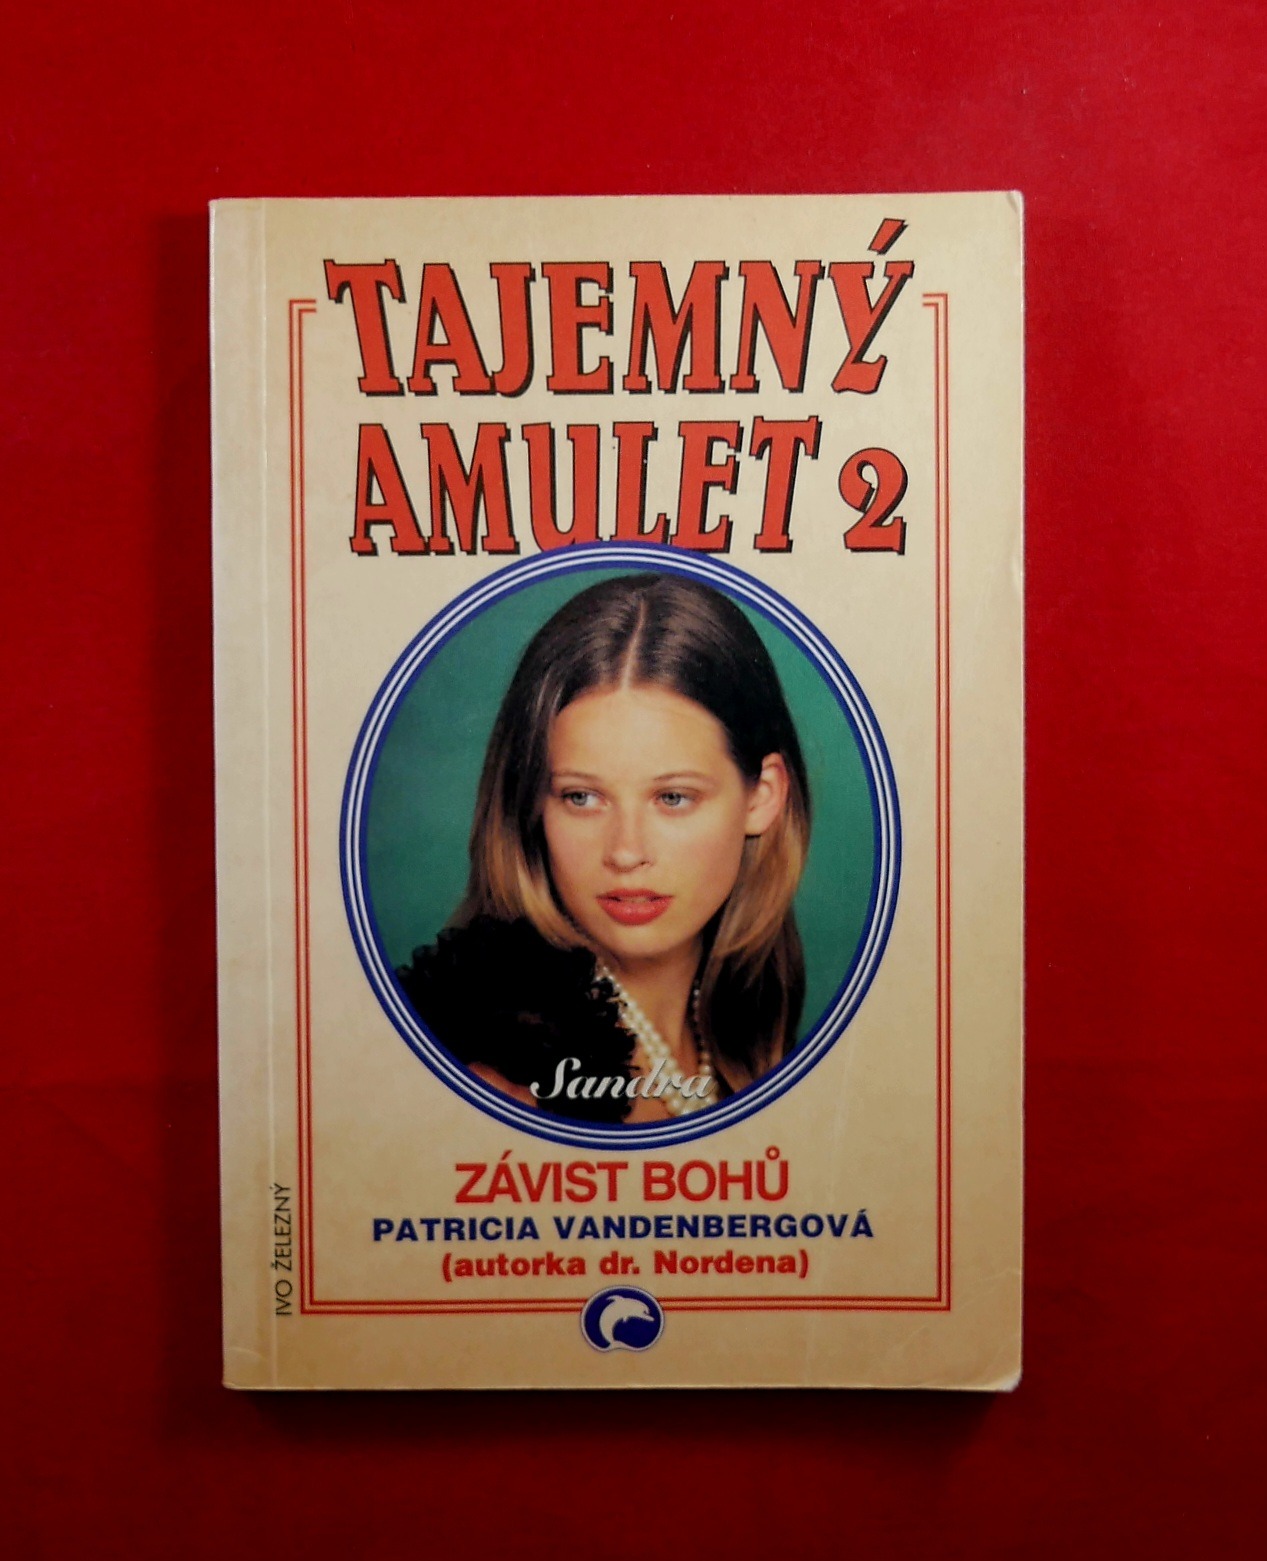 TAJEMNÝ
AMULET 2
Sandra
ZÁVIST BOHŮ
PATRICIA VANDENBERGOVÁ
(autorka dr. Nordena)
IVO ŽELEZNÝ